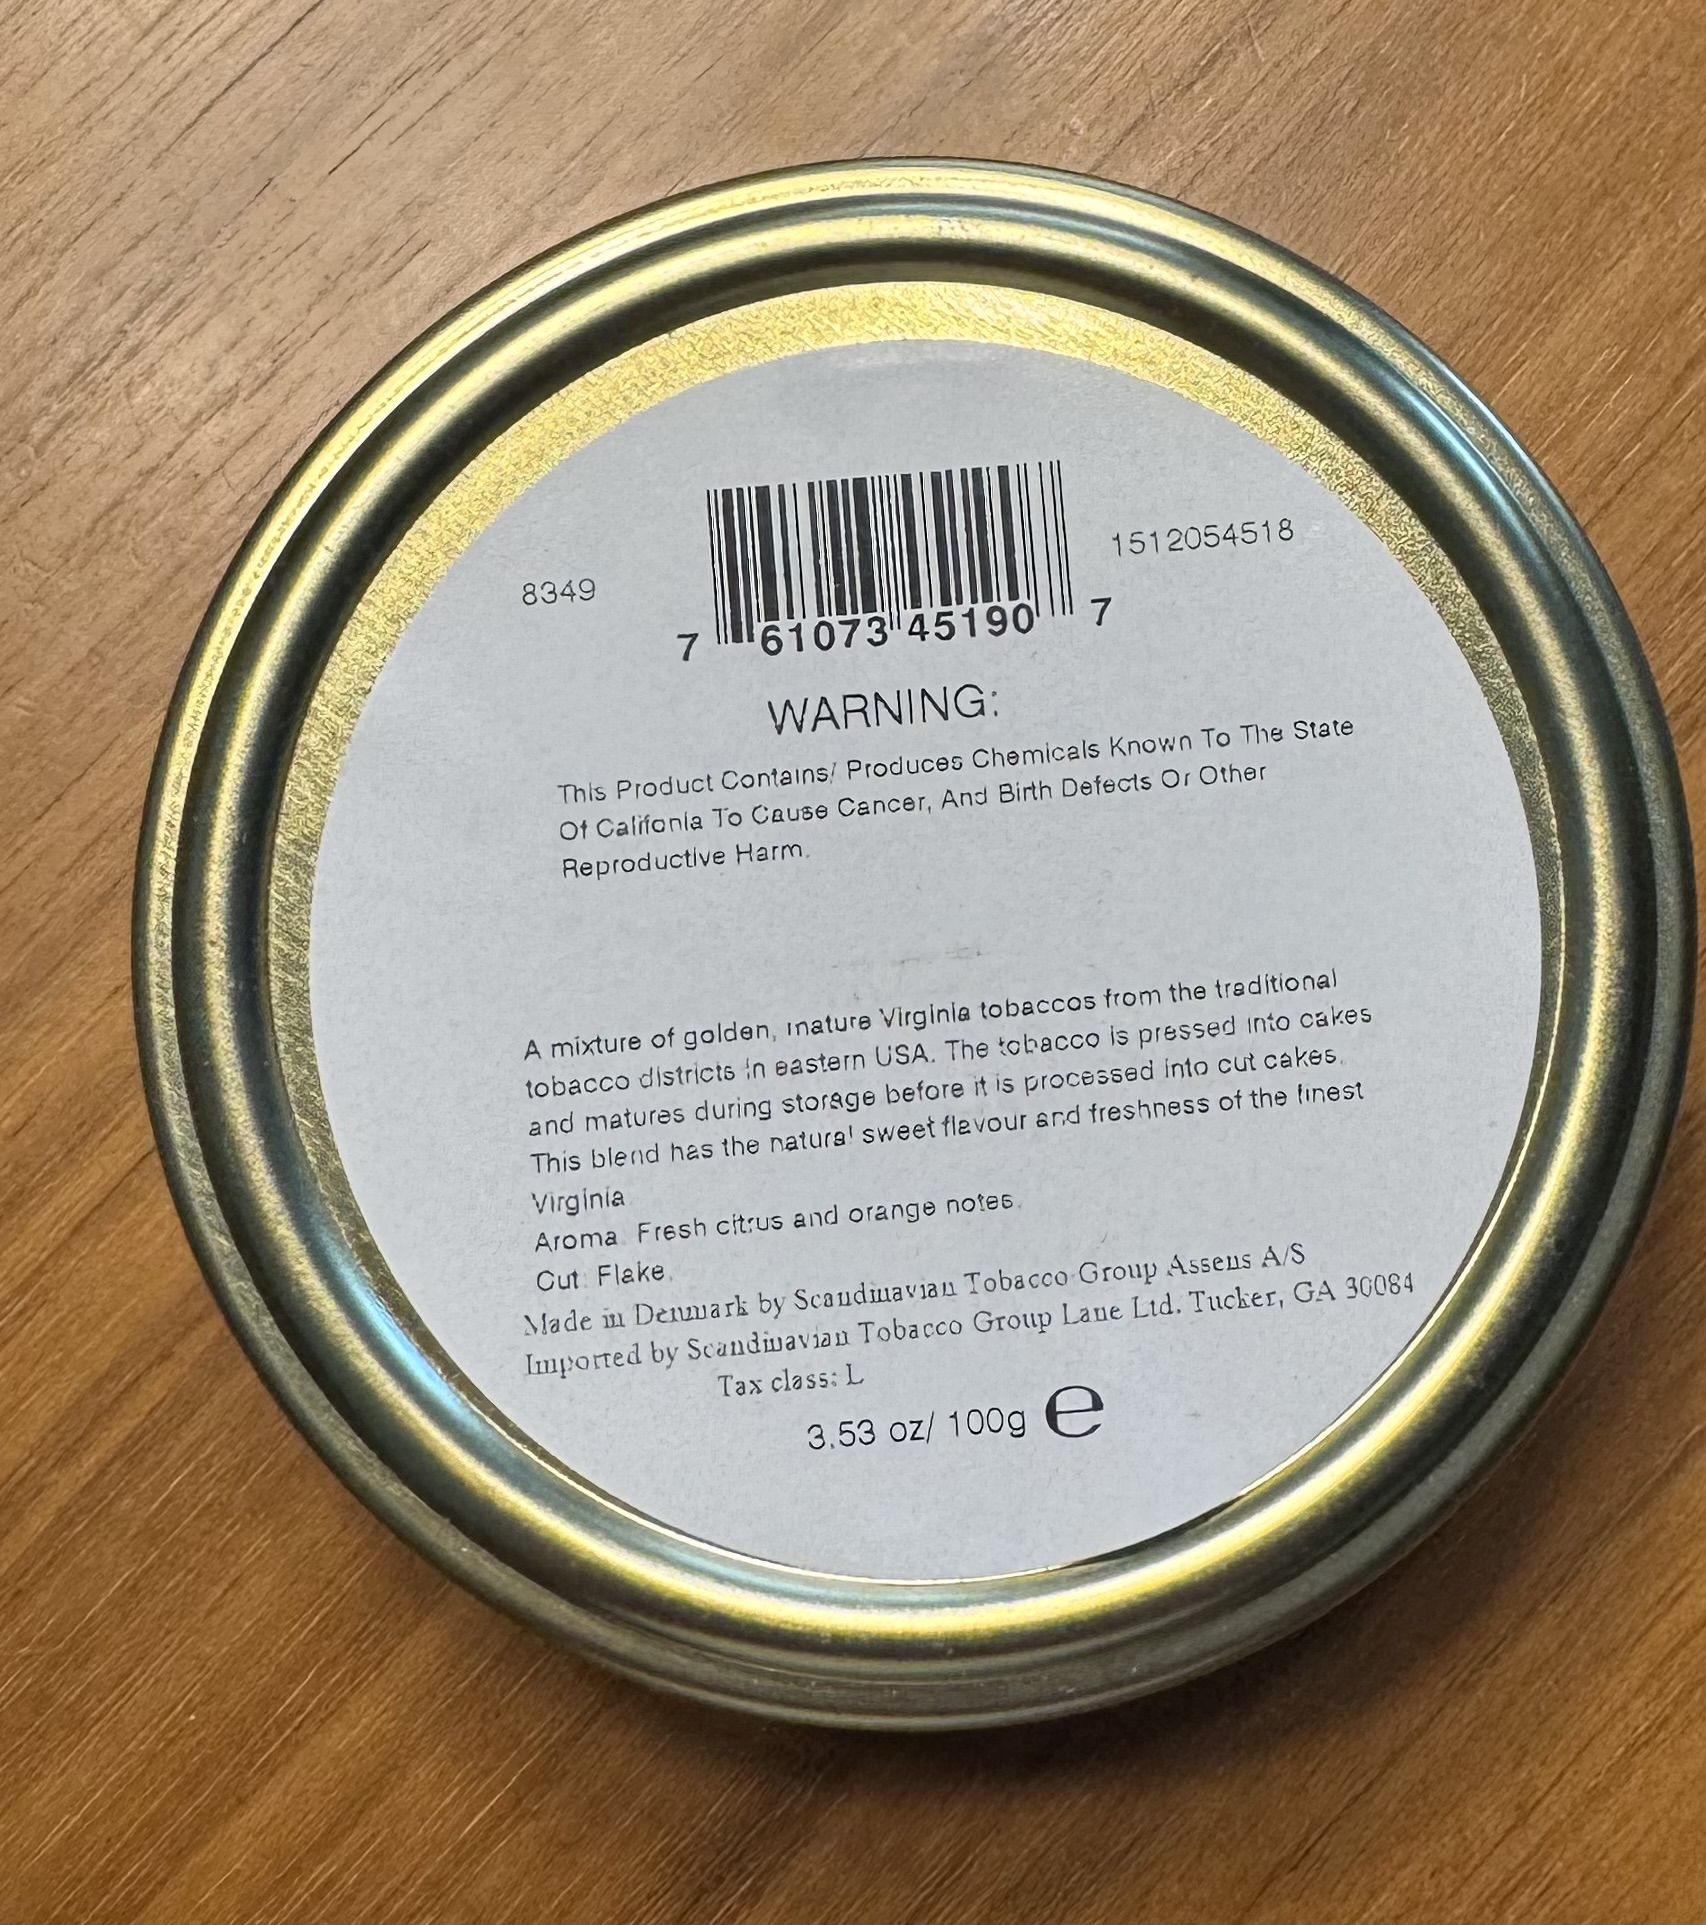 8349
1512054518
7 61073 45190 7
WARNING:
This Product Contains/ Produces Chemicals Known To The State
Of Califonia To Cause Cancer, And Birth Defects Or Other
Reproductive Harm.
A mixture of golden, mature Virginia tobaccos from the traditional
tobacco districts in eastern USA. The tobacco is pressed into cakes
and matures during storage before it is processed into cut cakes.
This blend has the natural sweet flavour and freshness of the finest
Virginia
Aroma: Fresh citrus and orange notes.
Cut: Flake.
Made in Denmark by Scandinavian Tobacco Group Assens A/S
Imported by Scandinavian Tobacco Group Lane Ltd. Tucker, GA 30084
Tax class: L
3.53 oz/ 100g ℮